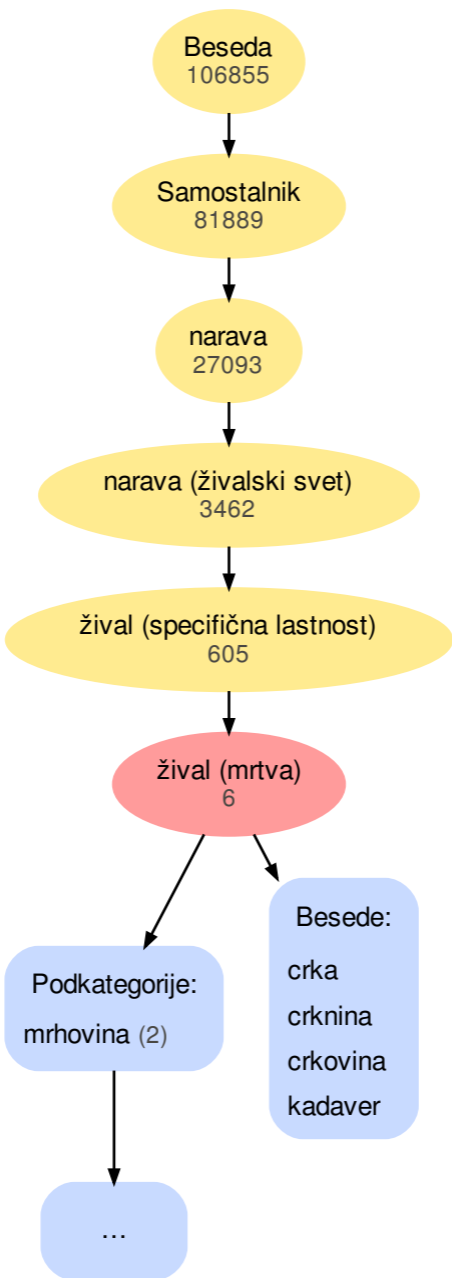 Beseda
106855
Samostalnik
81889
narava
27093
narava (živalski svet)
3462
žival (specifična lastnost)
605
žival (mrtva)
6
Podkategorije:
mrhovina (2)
...
Besede:
crka
crknina
crkovina
kadaver